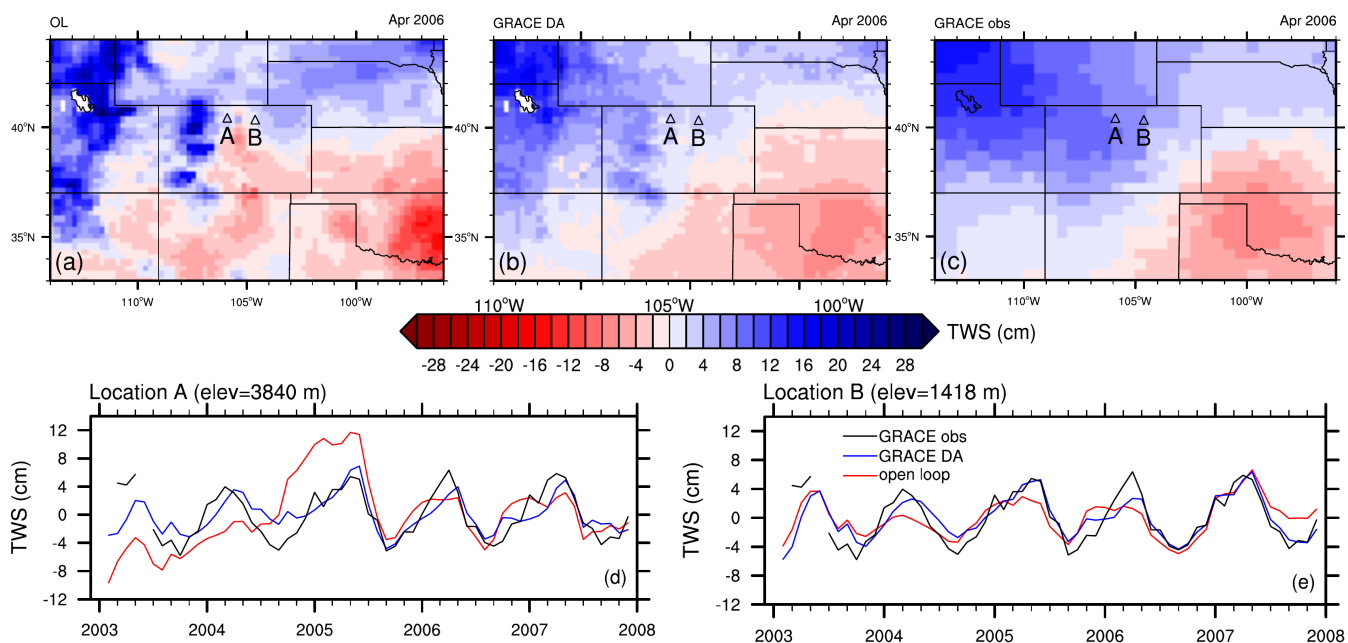 OL Apr 2006 GRACE DA Apr 2006 GRACE obs Apr 2006
40°N A B 40°N A B 40°N A B
35°N 35°N 35°N
(a) (b) (c)
110°W 105°W 100°W 110°W 105°W 100°W 110°W 105°W 100°W
TWS (cm)
-28 -24 -20 -16 -12 -8 -4 0 4 8 12 16 20 24 28
Location A (elev=3840 m)
TWS (cm)
12
8
4
0
-4
-8
-12
(d)
2003 2004 2005 2006 2007 2008
Location B (elev=1418 m)
TWS (cm)
12
8
4
0
-4
-8
-12
GRACE obs
GRACE DA
open loop
(e)
2003 2004 2005 2006 2007 2008